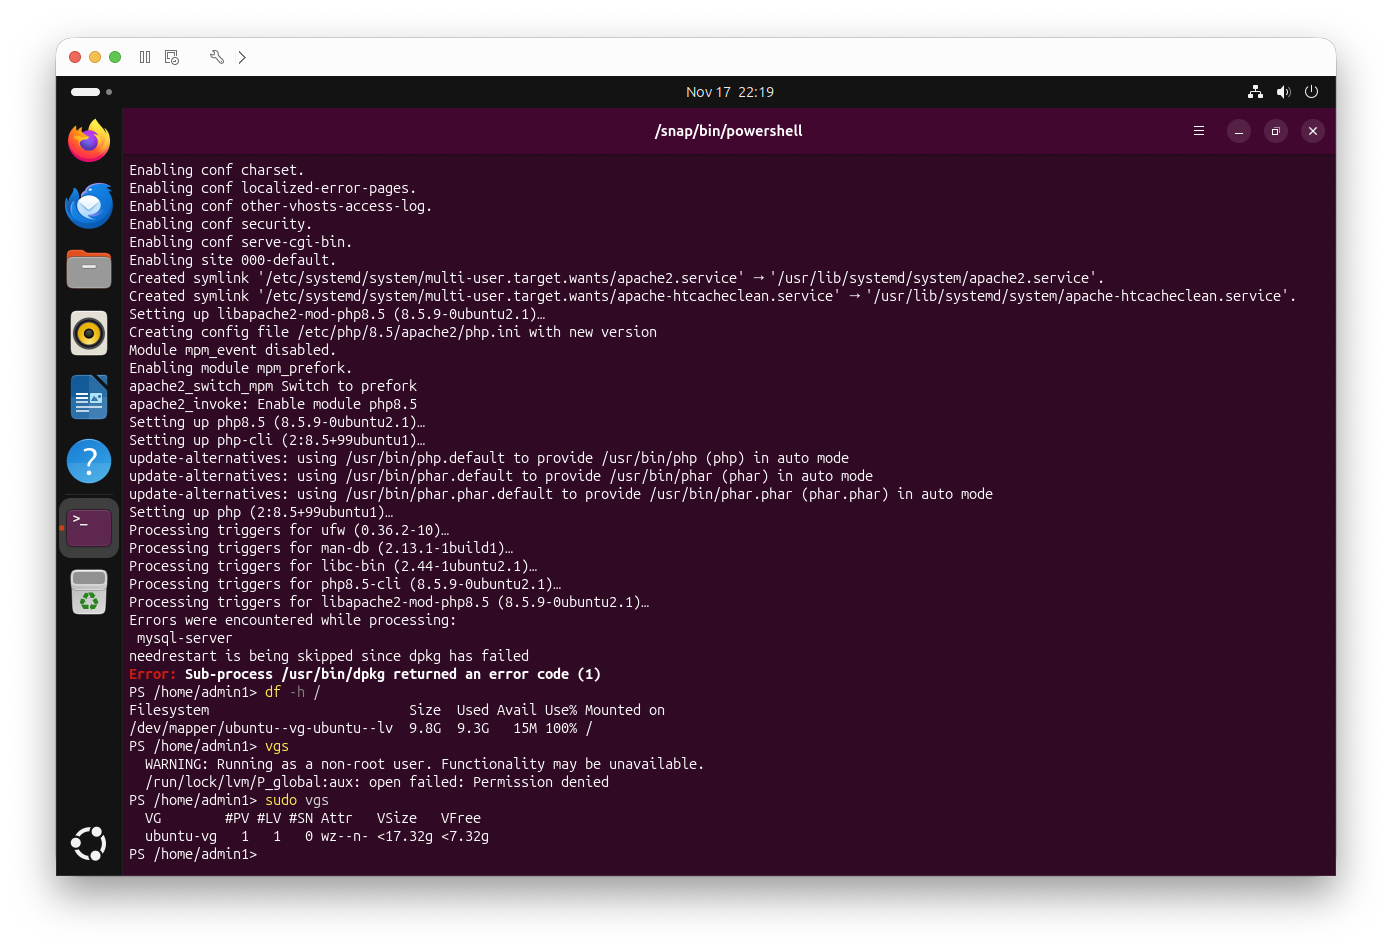 Nov 17 22:19
/snap/bin/powershell
Enabling conf charset.
Enabling conf localized-error-pages.
Enabling conf other-vhosts-access-log.
Enabling conf security.
Enabling conf serve-cgi-bin.
Enabling site 000-default.
Created symlink '/etc/systemd/system/multi-user.target.wants/apache2.service' → '/usr/lib/systemd/system/apache2.service'.
Created symlink '/etc/systemd/system/multi-user.target.wants/apache-htcacheclean.service' → '/usr/lib/systemd/system/apache-htcacheclean.service'.
Setting up libapache2-mod-php8.5 (8.5.9-0ubuntu2.1)…
Creating config file /etc/php/8.5/apache2/php.ini with new version
Module mpm_event disabled.
Enabling module mpm_prefork.
apache2_switch_mpm Switch to prefork
apache2_invoke: Enable module php8.5
Setting up php8.5 (8.5.9-0ubuntu2.1)…
Setting up php-cli (2:8.5+99ubuntu1)…
update-alternatives: using /usr/bin/php.default to provide /usr/bin/php (php) in auto mode
update-alternatives: using /usr/bin/phar.default to provide /usr/bin/phar (phar) in auto mode
update-alternatives: using /usr/bin/phar.phar.default to provide /usr/bin/phar.phar (phar.phar) in auto mode
Setting up php (2:8.5+99ubuntu1)…
Processing triggers for ufw (0.36.2-10)…
Processing triggers for man-db (2.13.1-1build1)…
Processing triggers for libc-bin (2.44-1ubuntu2.1)…
Processing triggers for php8.5-cli (8.5.9-0ubuntu2.1)…
Processing triggers for libapache2-mod-php8.5 (8.5.9-0ubuntu2.1)…
Errors were encountered while processing:
 mysql-server
needrestart is being skipped since dpkg has failed
Error: Sub-process /usr/bin/dpkg returned an error code (1)
PS /home/admin1> df -h /
Filesystem                         Size  Used Avail Use% Mounted on
/dev/mapper/ubuntu--vg-ubuntu--lv  9.8G  9.3G   15M 100% /
PS /home/admin1> vgs
  WARNING: Running as a non-root user. Functionality may be unavailable.
  /run/lock/lvm/P_global:aux: open failed: Permission denied
PS /home/admin1> sudo vgs
  VG        #PV #LV #SN Attr   VSize   VFree
  ubuntu-vg   1   1   0 wz--n- <17.32g <7.32g
PS /home/admin1>